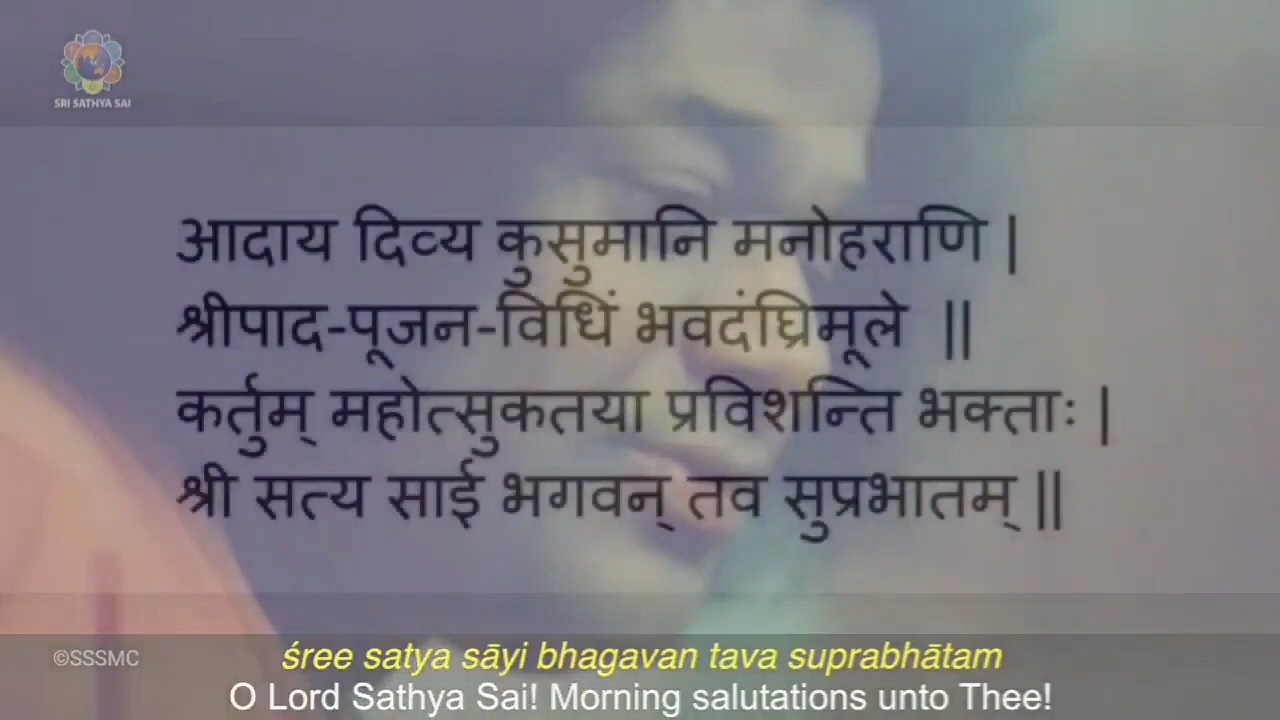 SRI SATHYA SAI
आदाय दिव्य कुसुमानि मनोहराणि |
श्रीपाद-पूजन-विधिं भवदंघ्रिमूले ||
कर्तुम् महोत्सुकतया प्रविशन्ति भक्ताः |
श्री सत्य साई भगवन् तव सुप्रभातम् ||
©SSSMC
śree satya sāyi bhagavan tava suprabhātam
O Lord Sathya Sai! Morning salutations unto Thee!